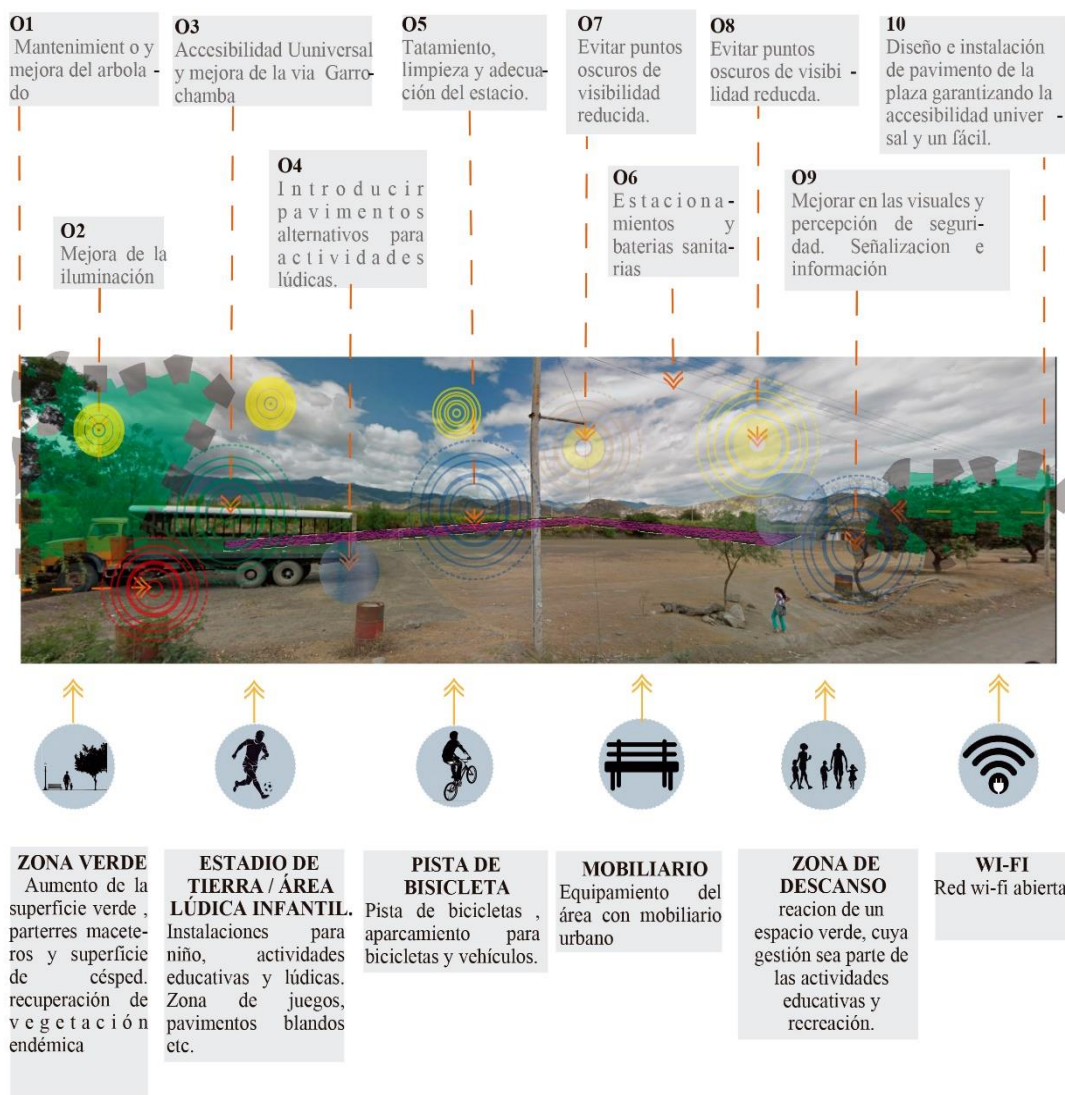 O1
Mantenimient o y
mejora del arbola -
do
O3
Accesibilidad Uuniversal
y mejora de la via Garro-
chamba
O5
Tatamiento,
limpieza y adecua-
ción del estacio.
O7
Evitar puntos
oscuros de
visibilidad
reducida.
O8
Evitar puntos
oscuros de visibi -
lidad reducda.
10
Diseño e instalación
de pavimento de la
plaza garantizando la
accesibilidad univer -
sal y un fácil.
O2
Mejora de la
iluminación
O4
Introducir
pavimentos
alternativos para
actividades
lúdicas.
O6
Estaciona-
mientos y
baterias sanita-
rias
O9
Mejorar en las visuales y
percepción de seguri-
dad. Señalizacion e
información
ZONA VERDE
Aumento de la
superficie verde ,
parterres macete-
ros y superficie
de césped.
recuperación de
vegetación
endémica
ESTADIO DE
TIERRA / ÁREA
LÚDICA INFANTIL.
Instalaciones para
niño, actividades
educativas y lúdicas.
Zona de juegos,
pavimentos blandos
etc.
PISTA DE
BISICLETA
Pista de bicicletas ,
aparcamiento para
bicicletas y vehículos.
MOBILIARIO
Equipamiento del
área con mobiliario
urbano
ZONA DE
DESCANSO
reacion de un
espacio verde, cuya
gestión sea parte de
las actividades
educativas y
recreación.
WI-FI
Red wi-fi abierta